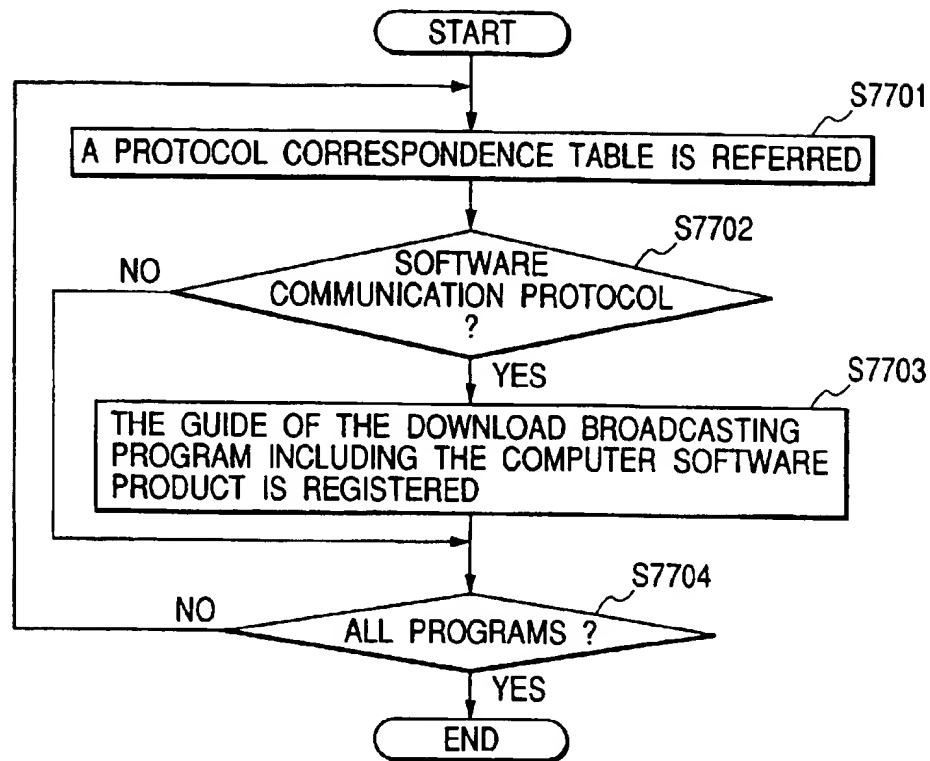 START
S7701
A PROTOCOL CORRESPONDENCE TABLE IS REFERRED
S7702
SOFTWARE
COMMUNICATION PROTOCOL
?
NO
YES
S7703
THE GUIDE OF THE DOWNLOAD BROADCASTING
PROGRAM INCLUDING THE COMPUTER SOFTWARE
PRODUCT IS REGISTERED
S7704
NO
ALL PROGRAMS ?
YES
END